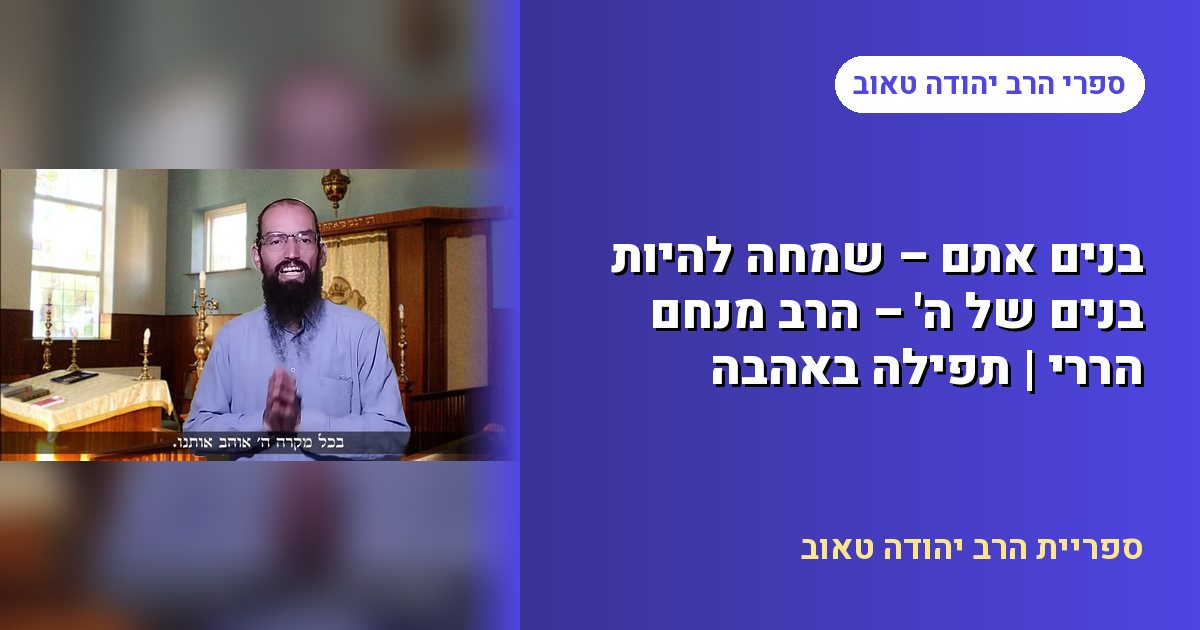 ספרי הרב יהודה טאוב
בנים אתם – שמחה להיות
בנים של ה' – הרב מנחם
הררי | תפילה באהבה
בכל מקרה ה' אוהב אותנו.
ספריית הרב יהודה טאוב